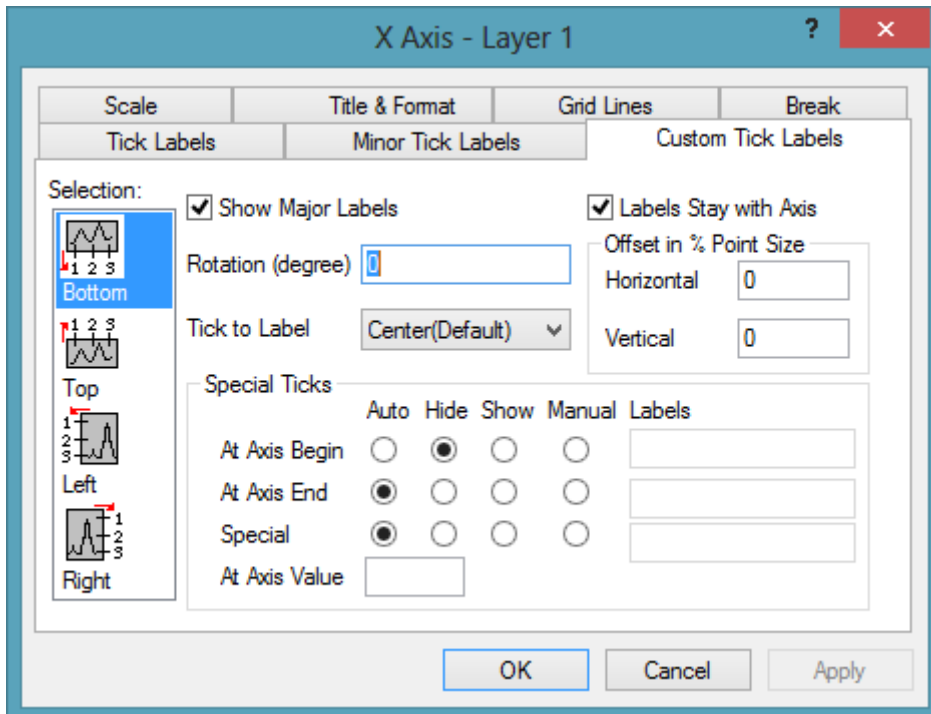 X Axis - Layer 1
?
×
Scale
Title & Format
Grid Lines
Break
Tick Labels
Minor Tick Labels
Custom Tick Labels
Selection:
1 2 3
Bottom
1 2 3
Top
1
2
3
Left
1
2
3
Right
Show Major Labels
Rotation (degree) 0
Tick to Label Center(Default)
Labels Stay with Axis
Offset in % Point Size
Horizontal 0
Vertical 0
Special Ticks
Auto Hide Show Manual Labels
At Axis Begin
At Axis End
Special
At Axis Value
OK
Cancel
Apply